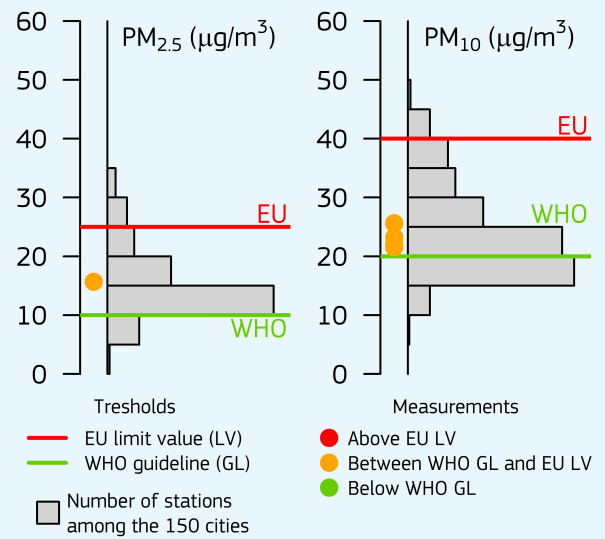 PM2.5 (μg/m3)
60
50
40
30
20
10
0
EU
WHO
PM10 (μg/m3)
60
50
40
30
20
10
0
EU
WHO
Tresholds
EU limit value (LV)
WHO guideline (GL)
Number of stations
among the 150 cities
Measurements
Above EU LV
Between WHO GL and EU LV
Below WHO GL